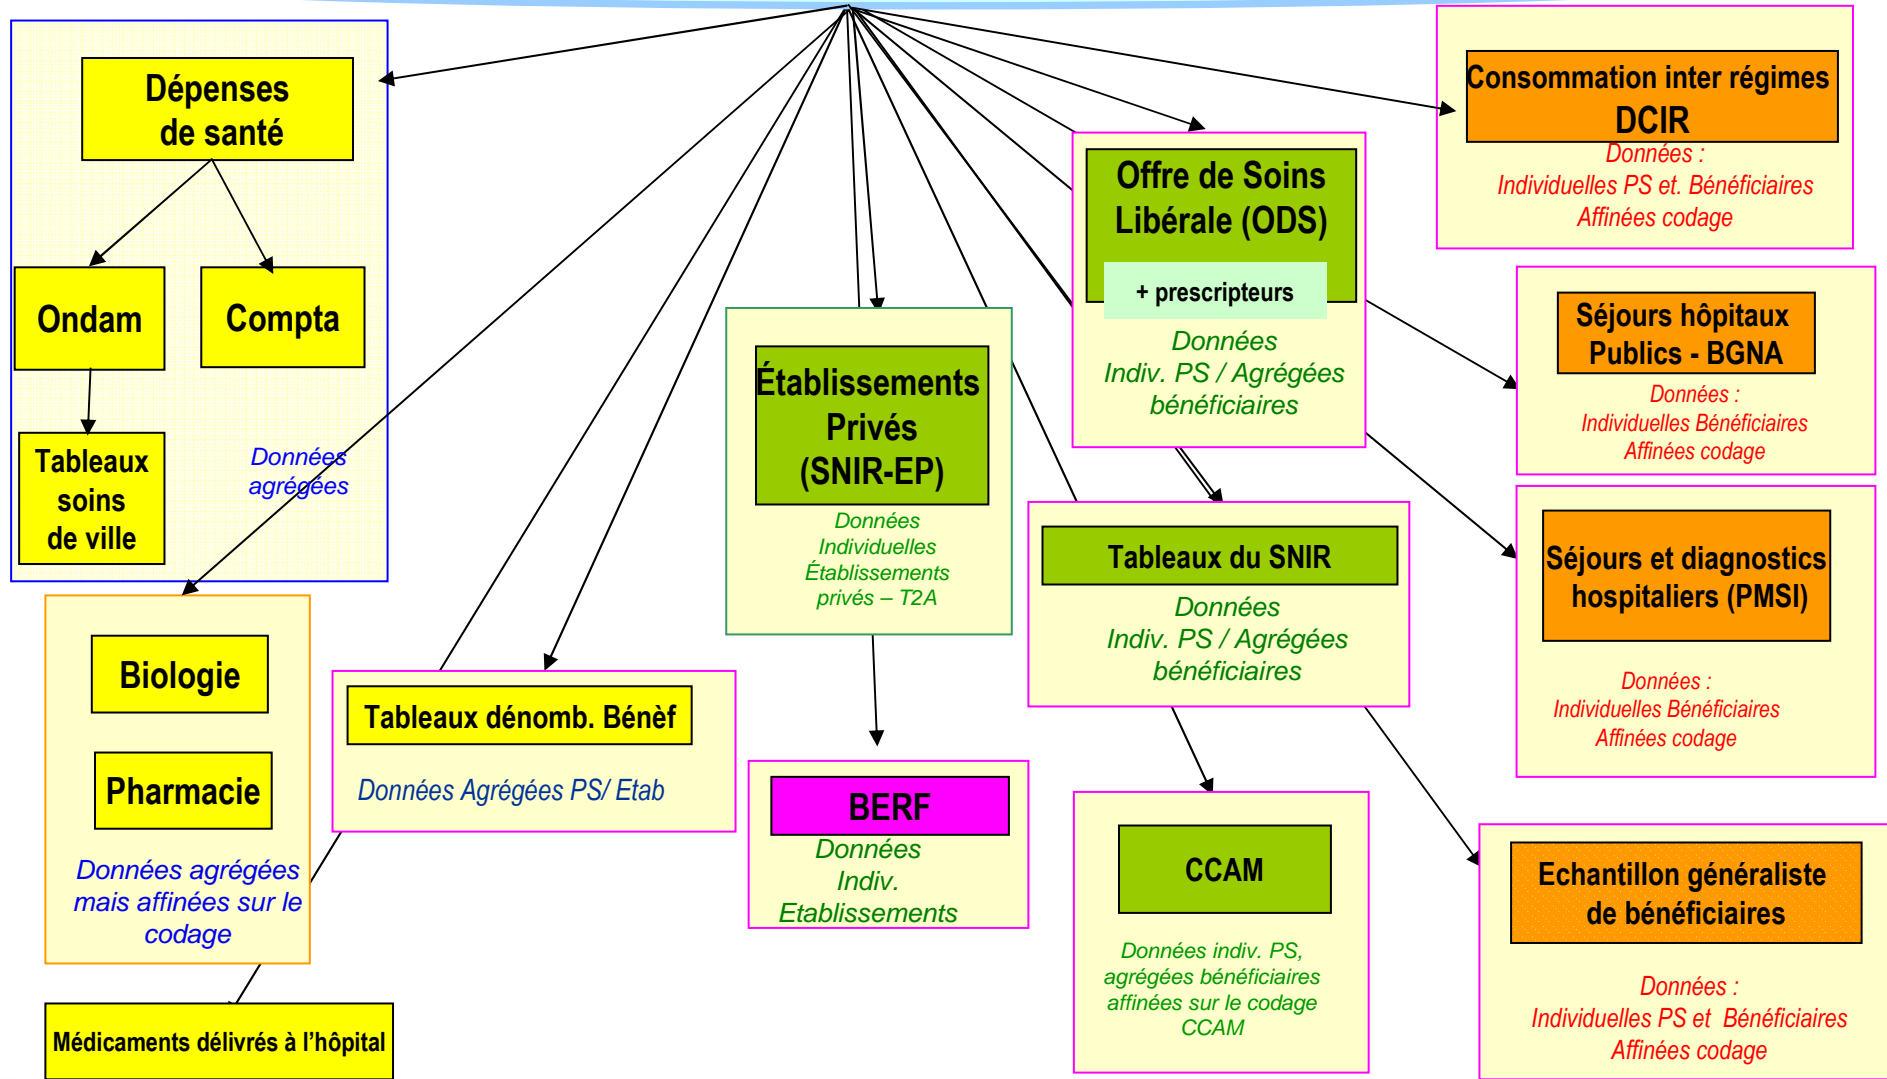 Dépenses
de santé
Ondam
Compta
Tableaux
soins
de ville
Données
agrégées
Biologie
Pharmacie
Données agrégées
mais affinées sur le
codage
Médicaments délivrés à l'hôpital
Tableaux dénomb. Bénèf
Données Agrégées PS/ Etab
Établissements
Privés
(SNIR-EP)
Données
Individuelles
Établissements
privés – T2A
BERF
Données
Indiv.
Etablissements
Offre de Soins
Libérale (ODS)
+ prescripteurs
Données
Indiv. PS / Agrégées
bénéficiaires
Tableaux du SNIR
Données
Indiv. PS / Agrégées
bénéficiaires
CCAM
Données indiv. PS,
agrégées bénéficiaires
affinées sur le codage
CCAM
Consommation inter régimes
DCIR
Données :
Individuelles PS et. Bénéficiaires
Affinées codage
Séjours hôpitaux
Publics - BGNA
Données :
Individuelles Bénéficiaires
Affinées codage
Séjours et diagnostics
hospitaliers (PMSI)
Données :
Individuelles Bénéficiaires
Affinées codage
Echantillon généraliste
de bénéficiaires
Données :
Individuelles PS et  Bénéficiaires
Affinées codage